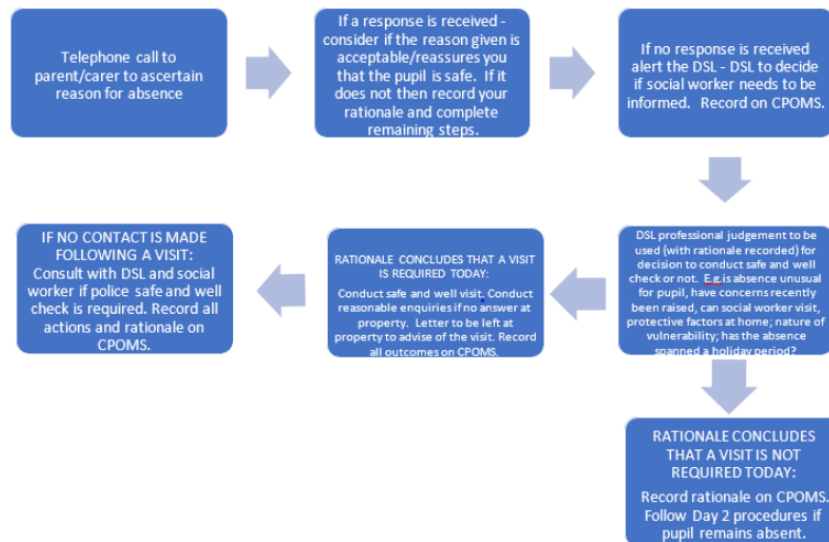 Telephone call to
parent/carer to ascertain
reason for absence
If a response is received -
consider if the reason given is
acceptable/reassures you
that the pupil is safe. If it
does not then record your
rationale and complete
remaining steps.
If no response is received
alert the DSL - DSL to decide
if social worker needs to be
informed. Record on CPOMS.
DSL professional judgement to be
used (with rationale recorded) for
decision to conduct safe and well
check or not. E.g is absence unusual
for pupil, have concerns recently
been raised, can social worker visit,
protective factors at home; nature of
vulnerability; has the absence
spanned a holiday period?
RATIONALE CONCLUDES THAT A VISIT
IS REQUIRED TODAY:
Conduct safe and well visit. Conduct
reasonable enquiries if no answer at
property. Letter to be left at
property to advise of the visit. Record
all outcomes on CPOMS.
IF NO CONTACT IS MADE
FOLLOWING A VISIT:
Consult with DSL and social
worker if police safe and well
check is required. Record all
actions and rationale on
CPOMS.
RATIONALE CONCLUDES
THAT A VISIT IS NOT
REQUIRED TODAY:
Record rationale on CPOMS.
Follow Day 2 procedures if
pupil remains absent.